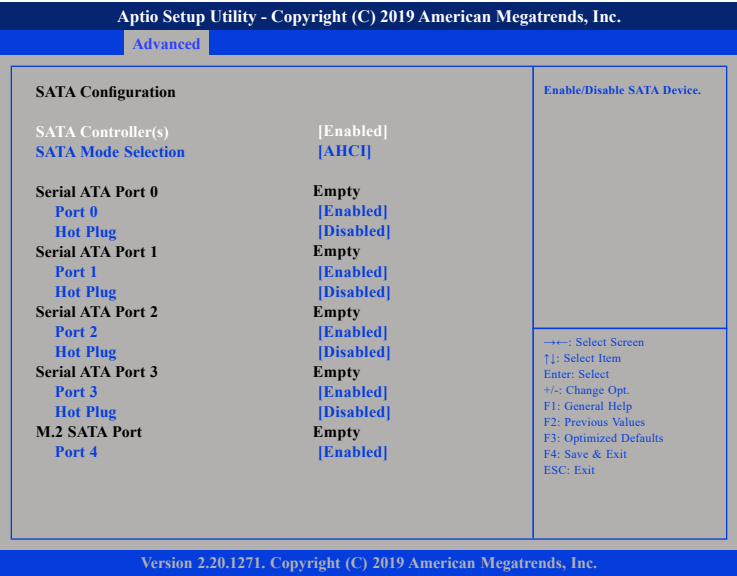 Aptio Setup Utility - Copyright (C) 2019 American Megatrends, Inc.
Advanced
SATA Configuration
SATA Controller(s) [Enabled]
SATA Mode Selection [AHCI]
Serial ATA Port 0 Empty
Port 0 [Enabled]
Hot Plug [Disabled]
Serial ATA Port 1 Empty
Port 1 [Enabled]
Hot Plug [Disabled]
Serial ATA Port 2 Empty
Port 2 [Enabled]
Hot Plug [Disabled]
Serial ATA Port 3 Empty
Port 3 [Enabled]
Hot Plug [Disabled]
M.2 SATA Port Empty
Port 4 [Enabled]
Enable/Disable SATA Device.
→←: Select Screen
↑↓: Select Item
Enter: Select
+/-: Change Opt.
F1: General Help
F2: Previous Values
F3: Optimized Defaults
F4: Save & Exit
ESC: Exit
Version 2.20.1271. Copyright (C) 2019 American Megatrends, Inc.